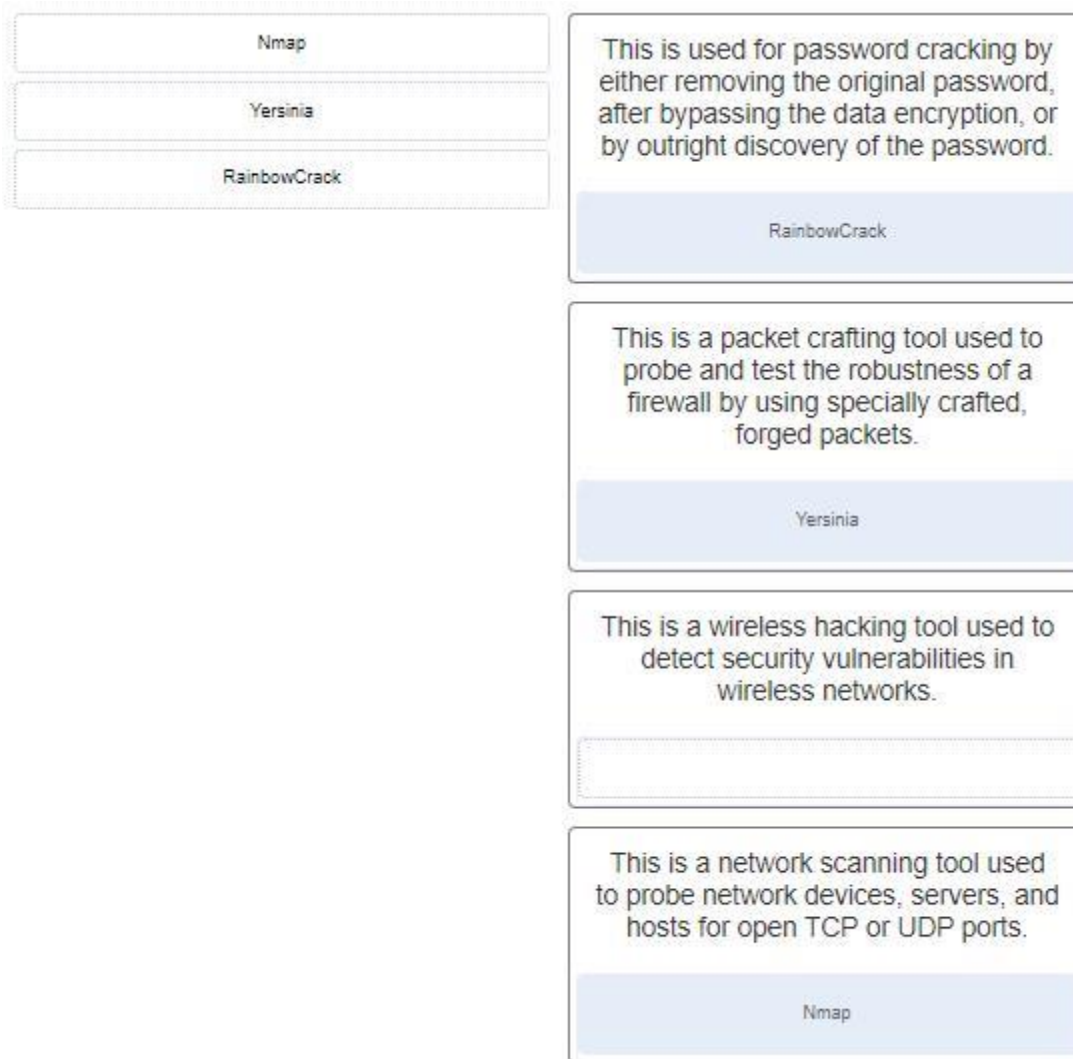 Nmap
Yersinia
RainbowCrack
This is used for password cracking by
either removing the original password,
after bypassing the data encryption, or
by outright discovery of the password.
RainbowCrack
This is a packet crafting tool used to
probe and test the robustness of a
firewall by using specially crafted,
forged packets.
Yersinia
This is a wireless hacking tool used to
detect security vulnerabilities in
wireless networks.
This is a network scanning tool used
to probe network devices, servers, and
hosts for open TCP or UDP ports.
Nmap